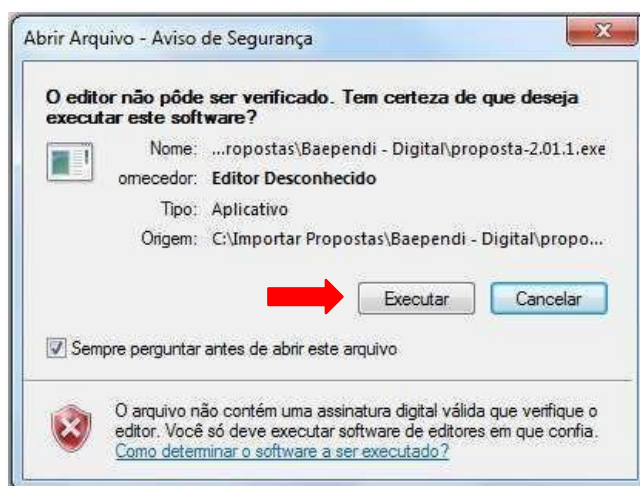 Abrir Arquivo - Aviso de Segurança
O editor não pôde ser verificado. Tem certeza de que deseja
executar este software?
Nome: ...ropostas\Baependi - Digital\proposta-2.01.1.exe
omecedor: Editor Desconhecido
Tipo: Aplicativo
Origem: C:\Importar Propostas\Baependi - Digital\propo...
Executar Cancelar
Sempre perguntar antes de abrir este arquivo
O arquivo não contém uma assinatura digital válida que verifique o
editor. Você só deve executar software de editores em que confia.
Como determinar o software a ser executado?